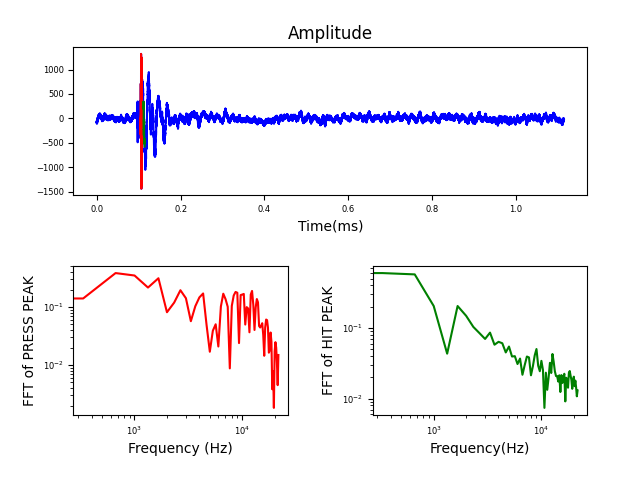 Amplitude
1000
500
0
−500
−1000
−1500
0.0 0.2 0.4 0.6 0.8 1.0
Time(ms)
FFT of PRESS PEAK
10⁻¹
10⁻²
10³ 10⁴
Frequency (Hz)
FFT of HIT PEAK
10⁻¹
10⁻²
10³ 10⁴
Frequency(Hz)